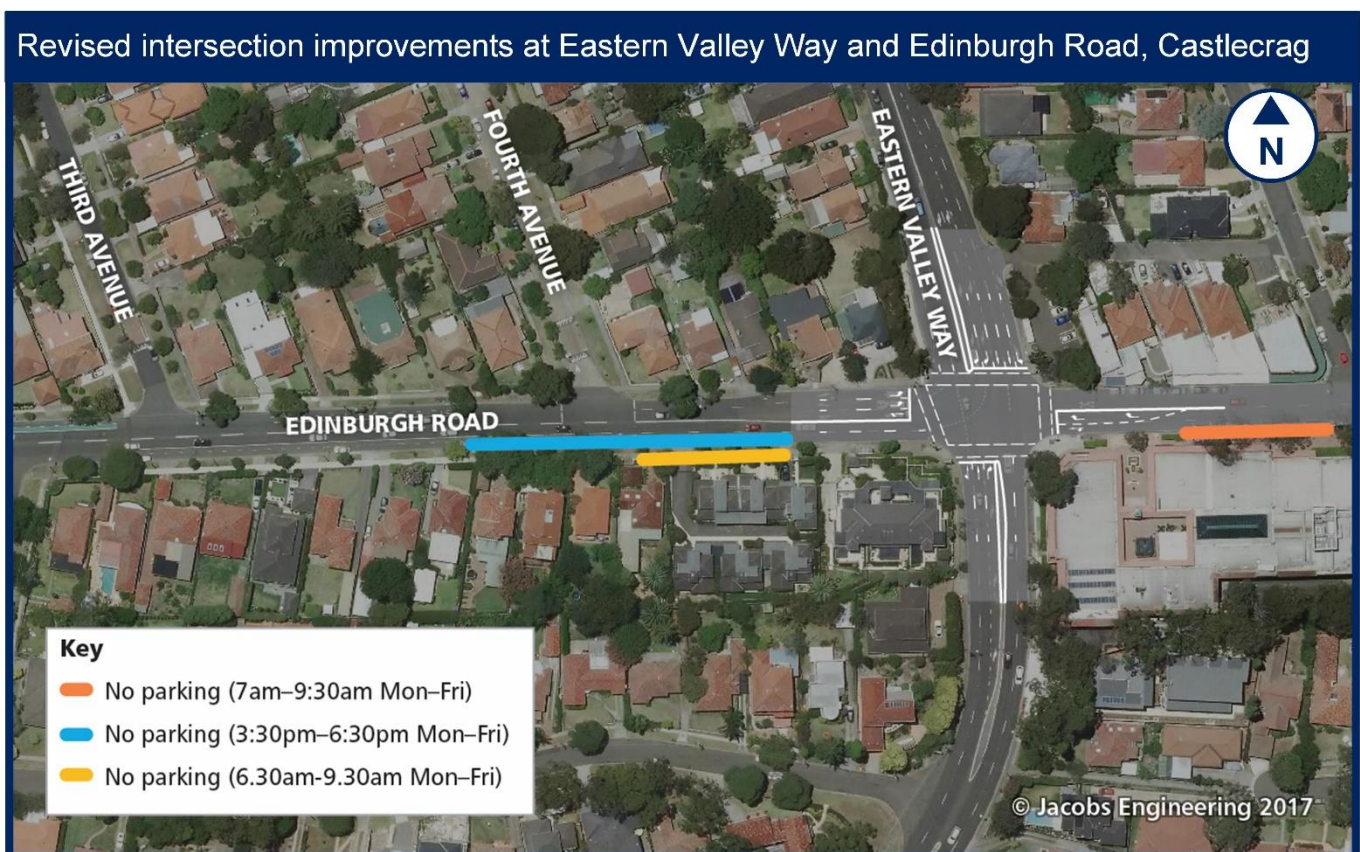 Revised intersection improvements at Eastern Valley Way and Edinburgh Road, Castlecrag
N
THIRD AVENUE
FOURTH AVENUE
EASTERN VALLEY WAY
EDINBURGH ROAD
Key
No parking (7am–9:30am Mon–Fri)
No parking (3:30pm–6:30pm Mon–Fri)
No parking (6.30am-9.30am Mon–Fri)
© Jacobs Engineering 2017